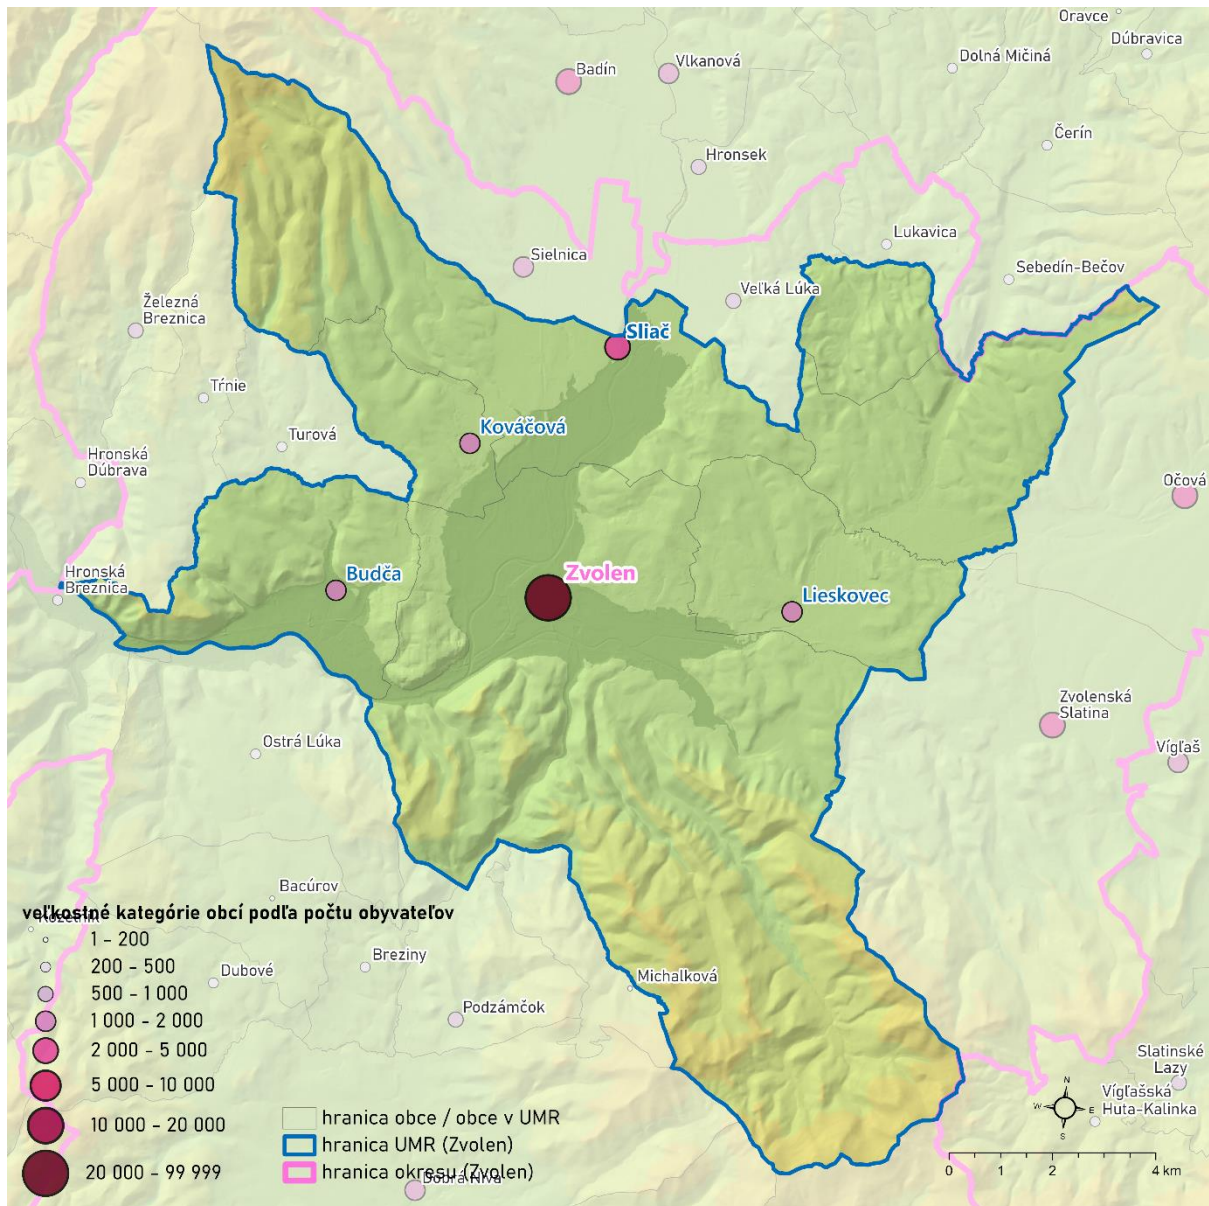 Oravce
Dúbravica
Badín
Vlkanová
Dolná Mičiná
Čerín
Hronsek
Lukavica
Sielnica
Sebedín-Bečov
Veľká Lúka
Železná
Breznica
Sliač
Tŕnie
Kováčová
Turová
Hronská
Dúbrava
Očová
Hronská
Breznica
Budča
Zvolen
Lieskovec
Zvolenská
Slatina
Ostrá Lúka
Vígľaš
Bacúrov
veľkostné kategórie obcí podľa počtu obyvateľov
1 - 200
200 - 500
500 - 1 000
1 000 - 2 000
2 000 - 5 000
5 000 - 10 000
10 000 - 20 000
20 000 - 99 999
Breziny
Dubové
Michalková
Podzámčok
Slatinské
Lazy
Vígľašská
Huta-Kalinka
hranica obce / obce v UMR
hranica UMR (Zvolen)
hranica okresu (Zvolen)
Dobrá Niva
N
W
E
S
0 1 2 4 km